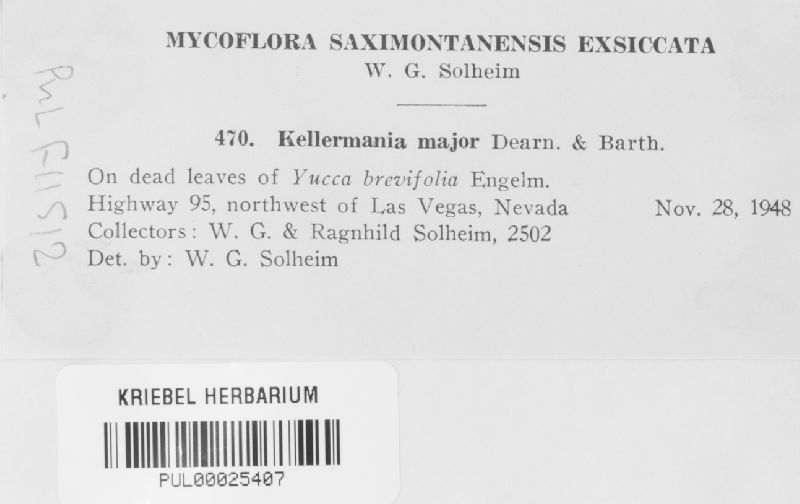 MYCOFLORA SAXIMONTANENSIS EXSICCATA
W. G. Solheim
470. Kellermania major Dearn. & Barth.
On dead leaves of Yucca brevifolia Engelm.
Highway 95, northwest of Las Vegas, Nevada Nov. 28, 1948
Collectors: W. G. & Ragnhild Solheim, 2502
Det. by: W. G. Solheim
PUL F11512
KRIEBEL HERBARIUM
PUL00025407